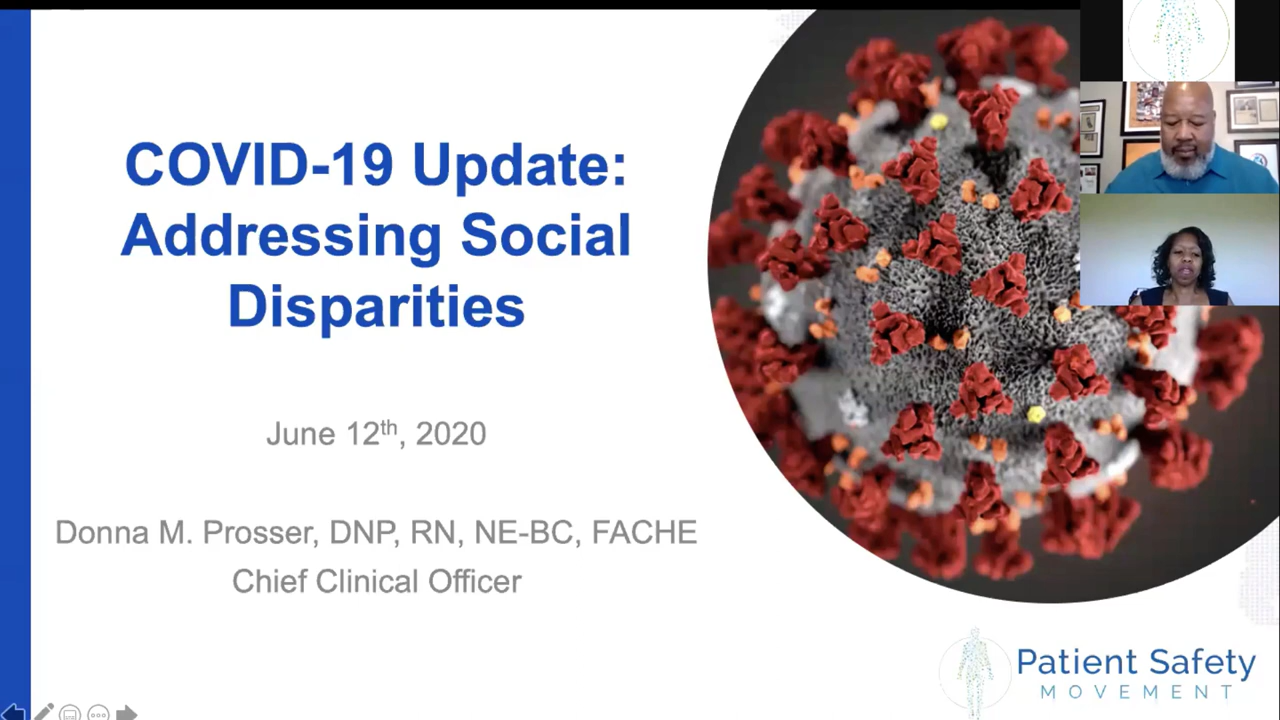 COVID-19 Update:
Addressing Social
Disparities
June 12th, 2020
Donna M. Prosser, DNP, RN, NE-BC, FACHE
Chief Clinical Officer
Patient Safety
MOVEMENT